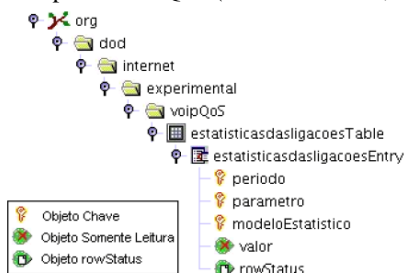 org
dod
internet
experimental
voipQoS
estatisticasdasligacoesTable
estatisticasdasligacoesEntry
periodo
parametro
modeloEstatistico
valor
rowStatus
Objeto Chave
Objeto Somente Leitura
Objeto rowStatus